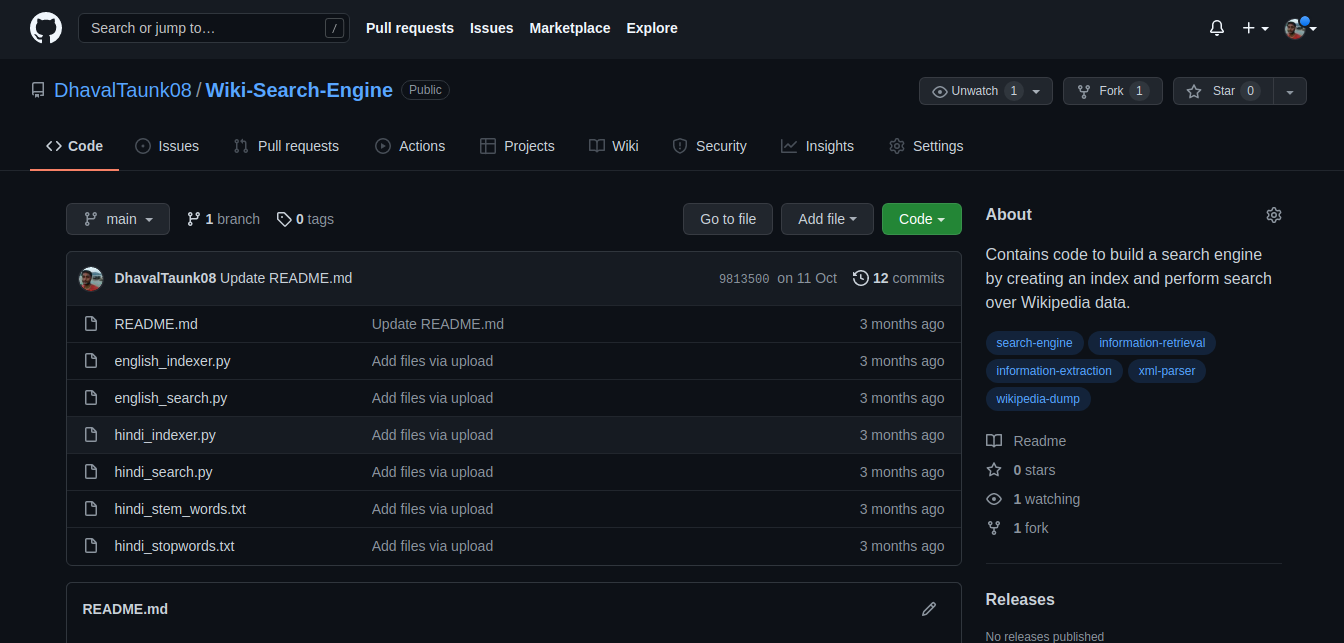 Search or jump to… /
Pull requests Issues Marketplace Explore
DhavalTaunk08 / Wiki-Search-Engine Public
Unwatch 1 Fork 1 Star 0
Code Issues Pull requests Actions Projects Wiki Security Insights Settings
main 1 branch 0 tags Go to file Add file Code
DhavalTaunk08 Update README.md 9813500 on 11 Oct 12 commits
README.md Update README.md 3 months ago
english_indexer.py Add files via upload 3 months ago
english_search.py Add files via upload 3 months ago
hindi_indexer.py Add files via upload 3 months ago
hindi_search.py Add files via upload 3 months ago
hindi_stem_words.txt Add files via upload 3 months ago
hindi_stopwords.txt Add files via upload 3 months ago
README.md
About
Contains code to build a search engine
by creating an index and perform search
over Wikipedia data.
search-engine information-retrieval
information-extraction xml-parser
wikipedia-dump
Readme
0 stars
1 watching
1 fork
Releases
No releases published